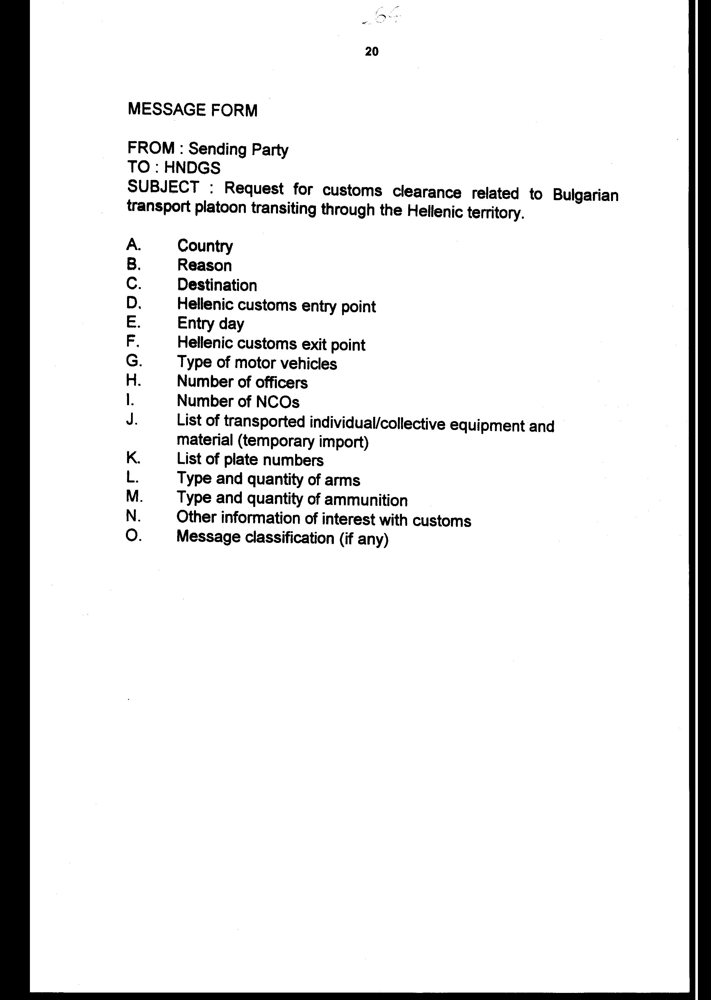 20
MESSAGE FORM
FROM : Sending Party
TO : HNDGS
SUBJECT : Request for customs clearance related to Bulgarian
transport platoon transiting through the Hellenic territory.
A. Country
B. Reason
C. Destination
D. Hellenic customs entry point
E. Entry day
F. Hellenic customs exit point
G. Type of motor vehicles
H. Number of officers
I. Number of NCOs
J. List of transported individual/collective equipment and
material (temporary import)
K. List of plate numbers
L. Type and quantity of arms
M. Type and quantity of ammunition
N. Other information of interest with customs
O. Message classification (if any)